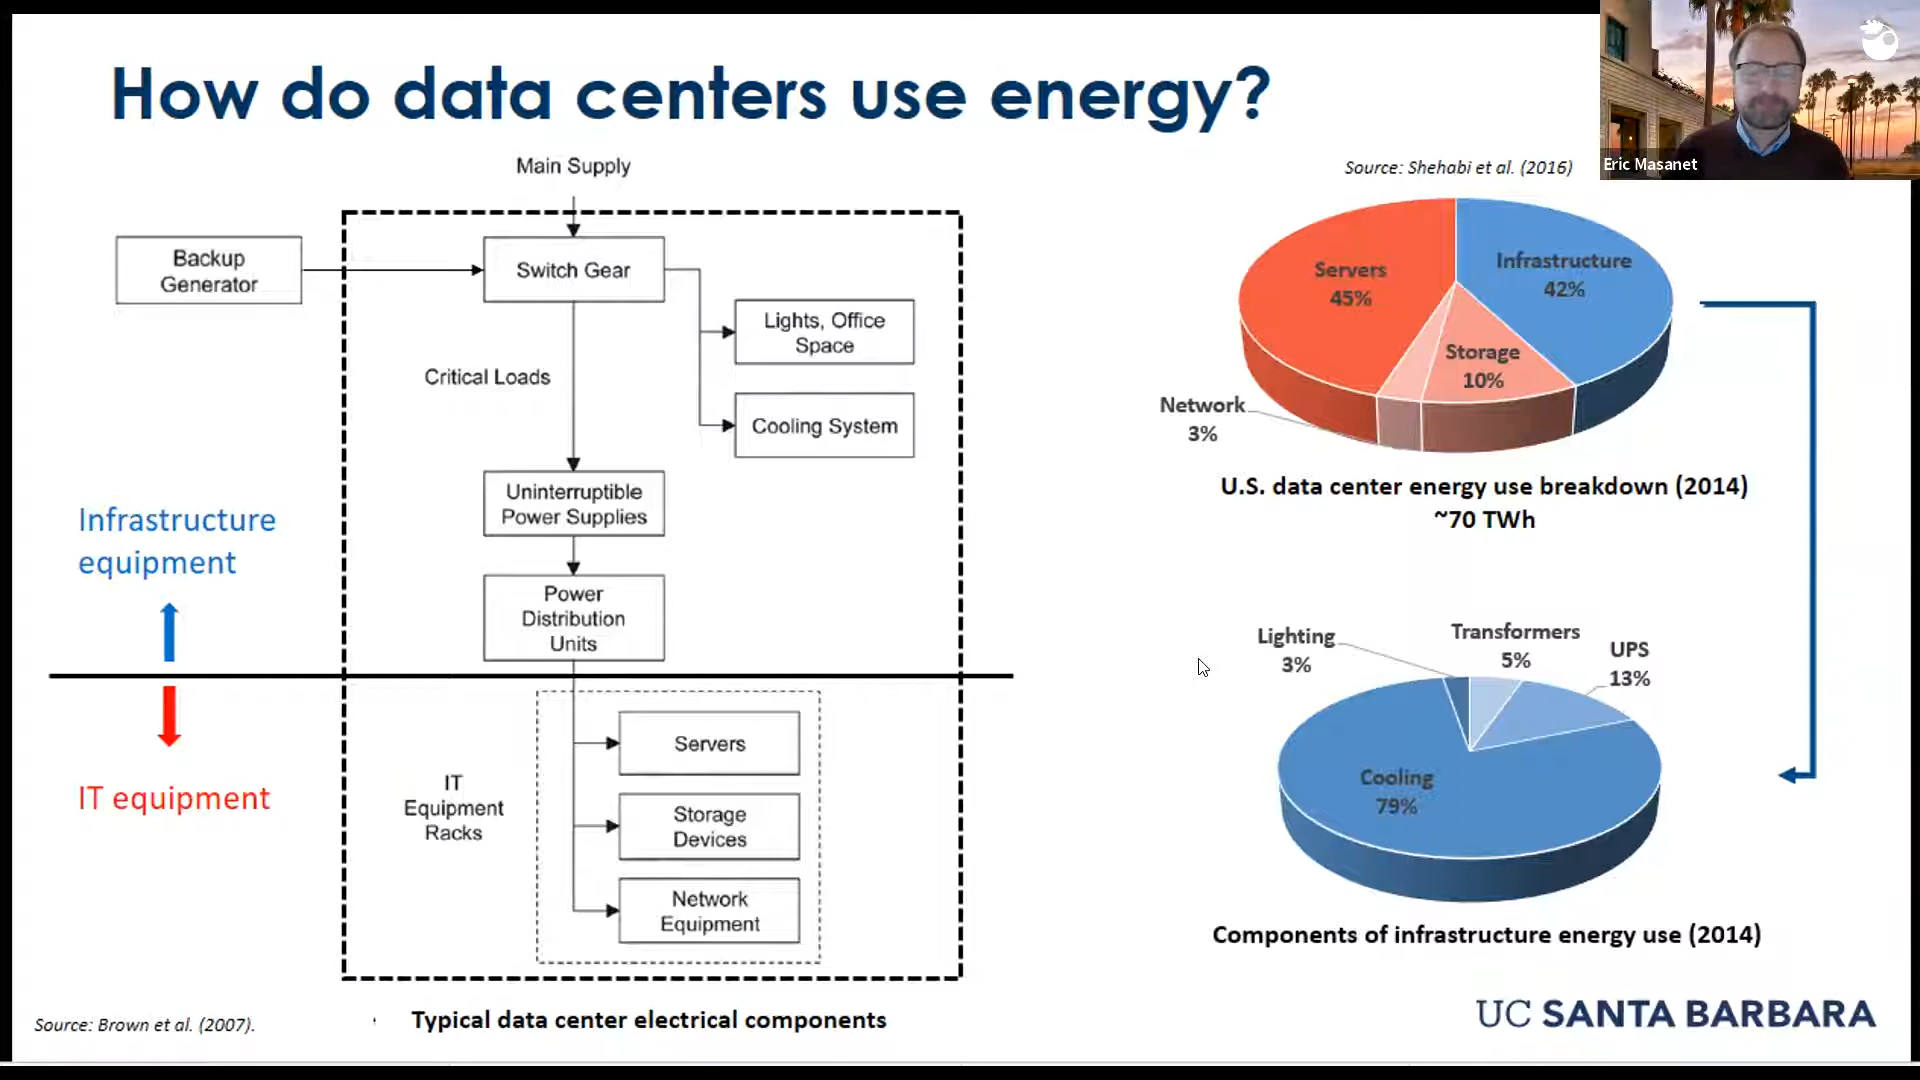 How do data centers use energy?
Eric Masanet
Main Supply
Backup
Generator
Switch Gear
Lights, Office
Space
Critical Loads
Cooling System
Uninterruptible
Power Supplies
Power
Distribution
Units
Infrastructure
equipment
IT equipment
IT
Equipment
Racks
Servers
Storage
Devices
Network
Equipment
Source: Brown et al. (2007).
Typical data center electrical components
Source: Shehabi et al. (2016)
Servers
45%
Infrastructure
42%
Storage
10%
Network
3%
U.S. data center energy use breakdown (2014)
~70 TWh
Lighting
3%
Transformers
5%
UPS
13%
Cooling
79%
Components of infrastructure energy use (2014)
UC SANTA BARBARA